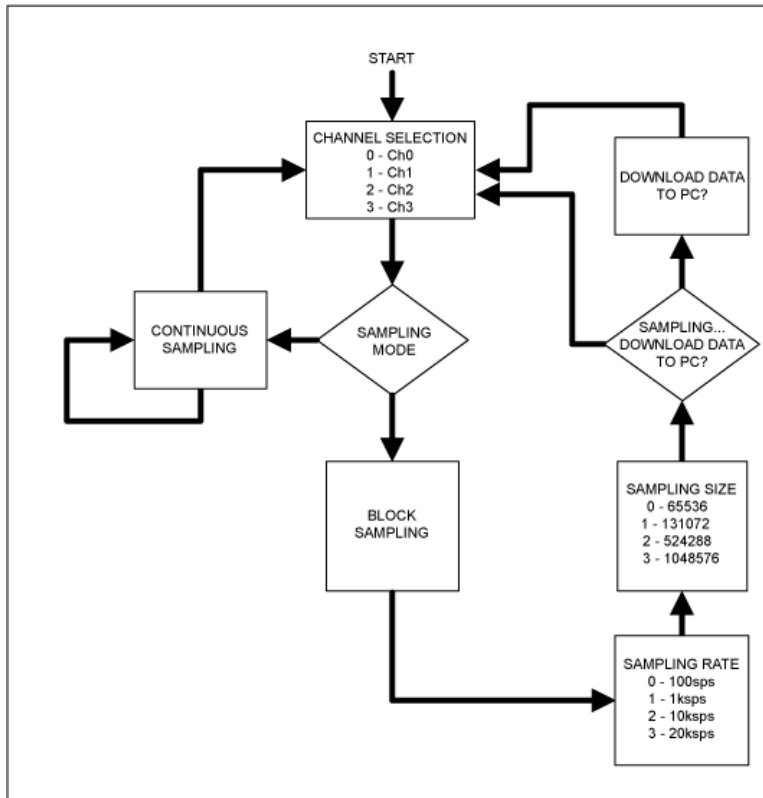 START
CHANNEL SELECTION
0 - Ch0
1 - Ch1
2 - Ch2
3 - Ch3
CONTINUOUS
SAMPLING
SAMPLING
MODE
BLOCK
SAMPLING
SAMPLING RATE
0 - 100sps
1 - 1ksps
2 - 10ksps
3 - 20ksps
SAMPLING SIZE
0 - 65536
1 - 131072
2 - 524288
3 - 1048576
SAMPLING...
DOWNLOAD DATA
TO PC?
DOWNLOAD DATA
TO PC?